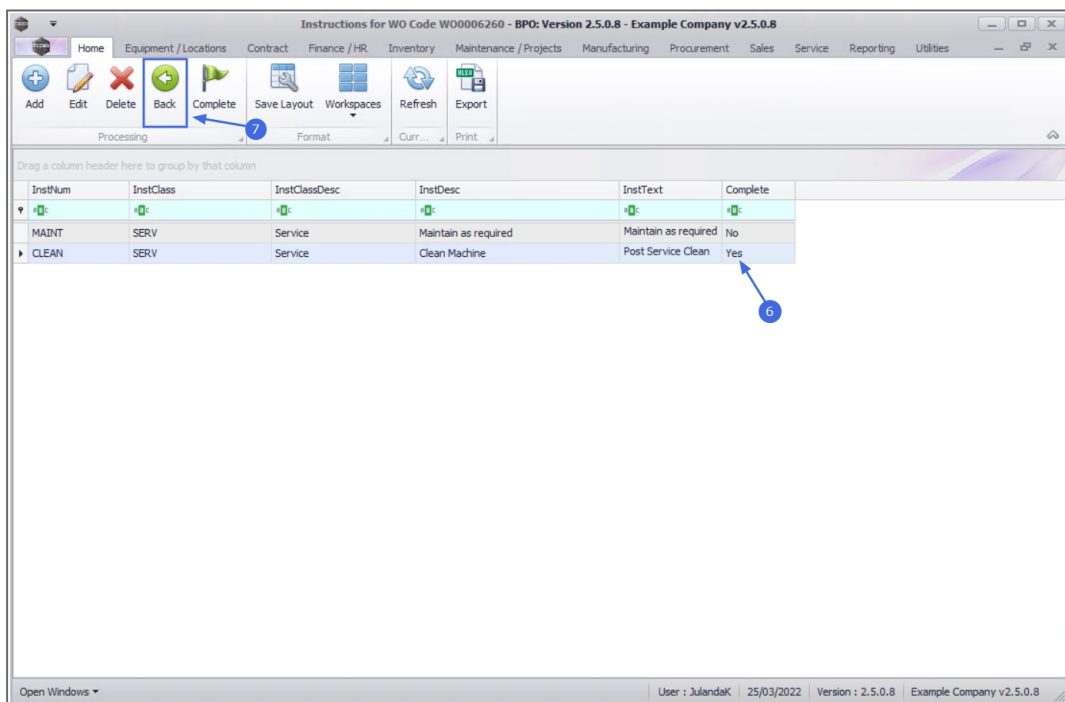 Instructions for WO Code WO0006260 - BPO: Version 2.5.0.8 - Example Company v2.5.0.8
Home Equipment / Locations Contract Finance / HR Inventory Maintenance / Projects Manufacturing Procurement Sales Service Reporting Utilities
Add Edit Delete Back Complete Save Layout Workspaces Refresh Export
7
Processing Format Curr... Print
Drag a column header here to group by that column
InstNum InstClass InstClassDesc InstDesc InstText Complete
MAINT SERV Service Maintain as required Maintain as required No
CLEAN SERV Service Clean Machine Post Service Clean Yes
6
Open Windows User : JulandaK 25/03/2022 Version : 2.5.0.8 Example Company v2.5.0.8